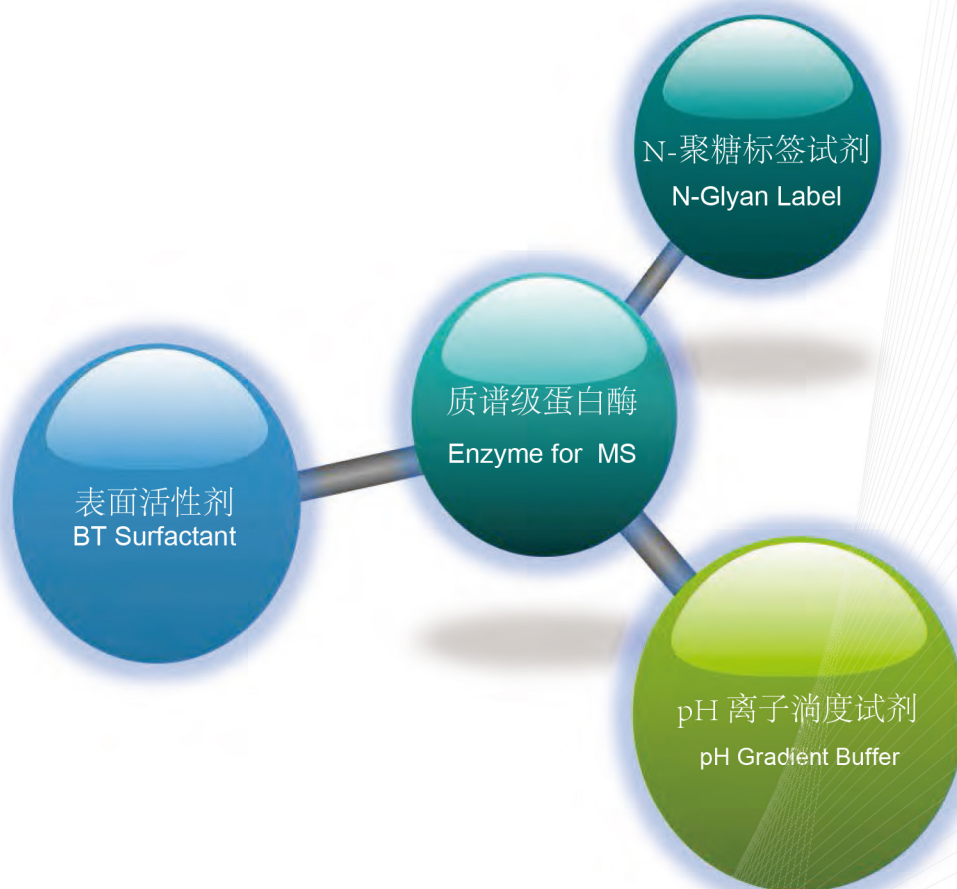 N-聚糖标签试剂
N-Glyan Label
质谱级蛋白酶
Enzyme for MS
表面活性剂
BT Surfactant
pH 离子淌度试剂
pH Gradient Buffer